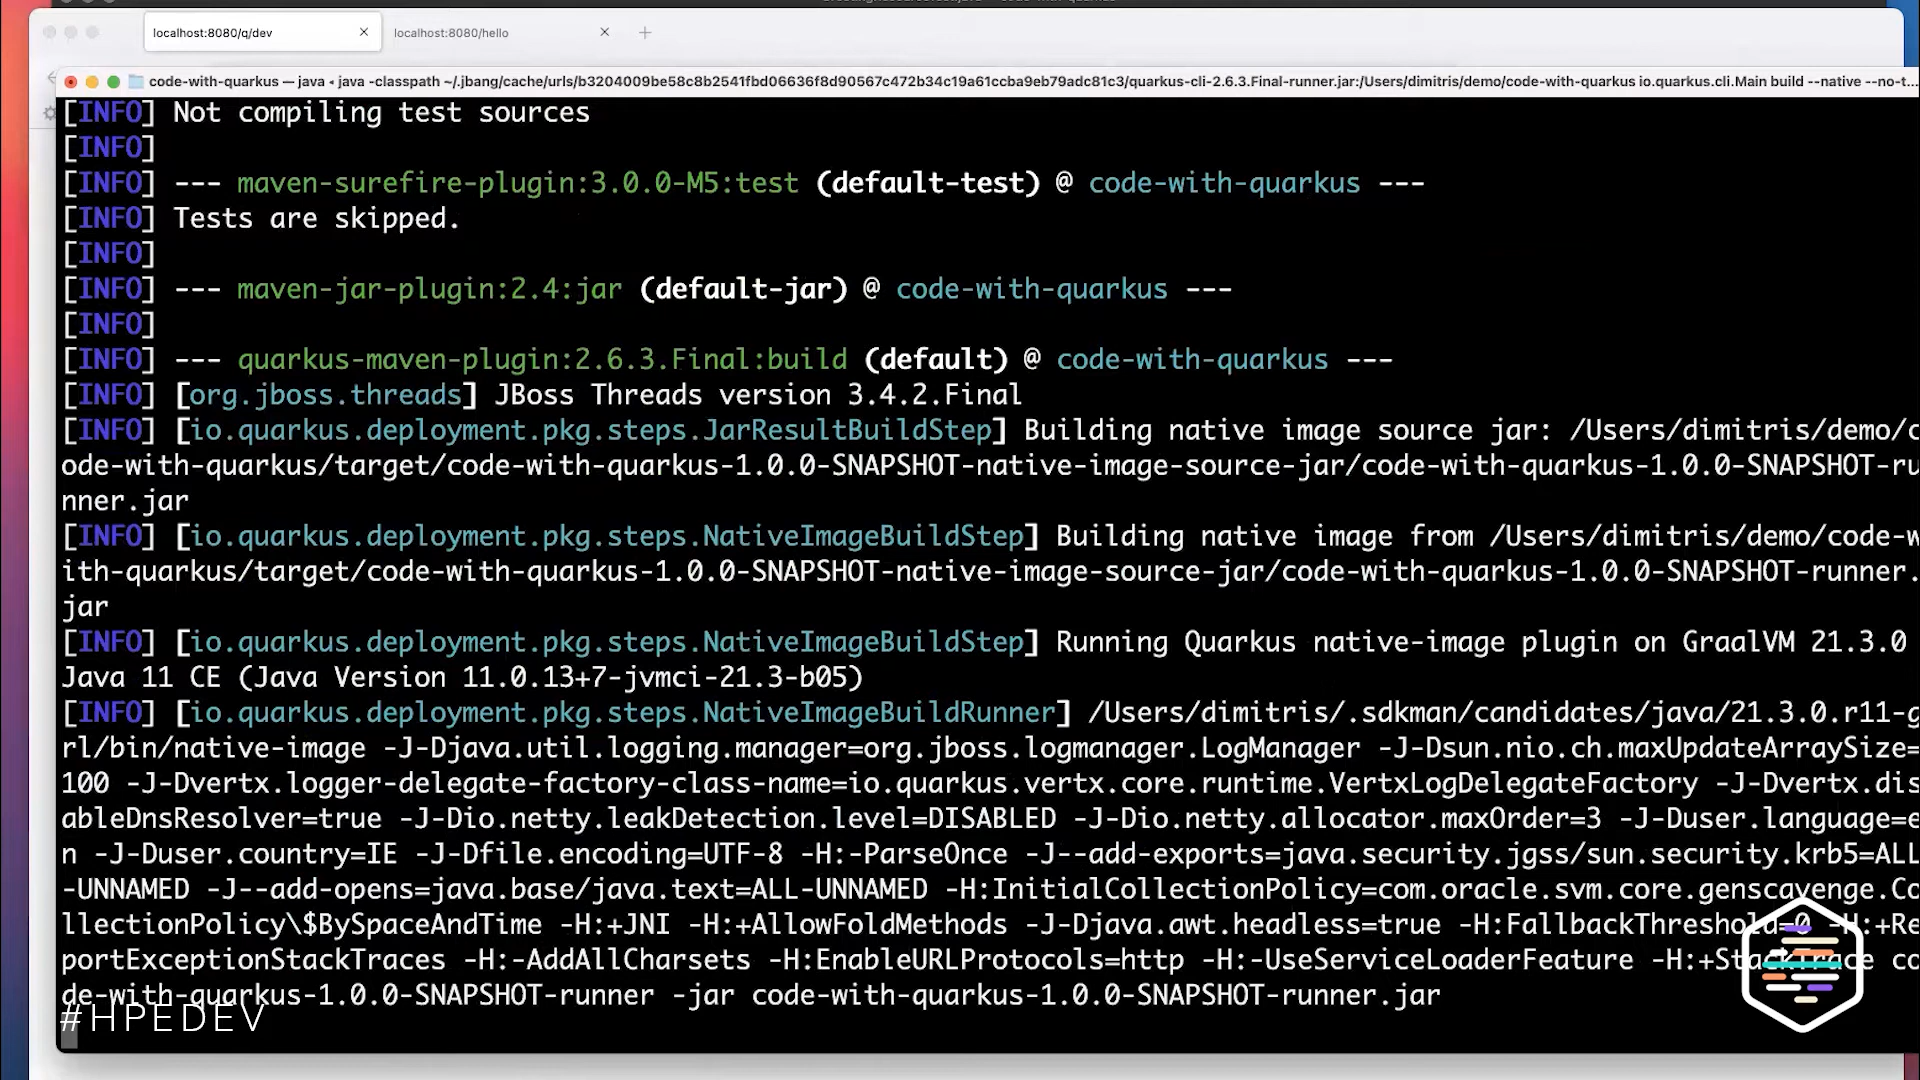 localhost:8080/q/dev × localhost:8080/hello × +
code-with-quarkus — java ◂ java -classpath ~/.jbang/cache/urls/b3204009be58c8b2541fbd06636f8d90567c472b34c19a61ccba9eb79adc81c3/quarkus-cli-2.6.3.Final-runner.jar:/Users/dimitris/demo/code-with-quarkus io.quarkus.cli.Main build --native --no-t...
[INFO] Not compiling test sources
[INFO]
[INFO] --- maven-surefire-plugin:3.0.0-M5:test (default-test) @ code-with-quarkus ---
[INFO] Tests are skipped.
[INFO]
[INFO] --- maven-jar-plugin:2.4:jar (default-jar) @ code-with-quarkus ---
[INFO]
[INFO] --- quarkus-maven-plugin:2.6.3.Final:build (default) @ code-with-quarkus ---
[INFO] [org.jboss.threads] JBoss Threads version 3.4.2.Final
[INFO] [io.quarkus.deployment.pkg.steps.JarResultBuildStep] Building native image source jar: /Users/dimitris/demo/c
ode-with-quarkus/target/code-with-quarkus-1.0.0-SNAPSHOT-native-image-source-jar/code-with-quarkus-1.0.0-SNAPSHOT-ru
nner.jar
[INFO] [io.quarkus.deployment.pkg.steps.NativeImageBuildStep] Building native image from /Users/dimitris/demo/code-w
ith-quarkus/target/code-with-quarkus-1.0.0-SNAPSHOT-native-image-source-jar/code-with-quarkus-1.0.0-SNAPSHOT-runner.
jar
[INFO] [io.quarkus.deployment.pkg.steps.NativeImageBuildStep] Running Quarkus native-image plugin on GraalVM 21.3.0
Java 11 CE (Java Version 11.0.13+7-jvmci-21.3-b05)
[INFO] [io.quarkus.deployment.pkg.steps.NativeImageBuildRunner] /Users/dimitris/.sdkman/candidates/java/21.3.0.r11-g
rl/bin/native-image -J-Djava.util.logging.manager=org.jboss.logmanager.LogManager -J-Dsun.nio.ch.maxUpdateArraySize=
100 -J-Dvertx.logger-delegate-factory-class-name=io.quarkus.vertx.core.runtime.VertxLogDelegateFactory -J-Dvertx.dis
ableDnsResolver=true -J-Dio.netty.leakDetection.level=DISABLED -J-Dio.netty.allocator.maxOrder=3 -J-Duser.language=e
n -J-Duser.country=IE -J-Dfile.encoding=UTF-8 -H:-ParseOnce -J--add-exports=java.security.jgss/sun.security.krb5=ALL
-UNNAMED -J--add-opens=java.base/java.text=ALL-UNNAMED -H:InitialCollectionPolicy=com.oracle.svm.core.genscavenge.Co
llectionPolicy\$BySpaceAndTime -H:+JNI -H:+AllowFoldMethods -J-Djava.awt.headless=true -H:FallbackThreshold=0 -H:+Re
portExceptionStackTraces -H:-AddAllCharsets -H:EnableURLProtocols=http -H:-UseServiceLoaderFeature -H:+StackTrace co
de-with-quarkus-1.0.0-SNAPSHOT-runner -jar code-with-quarkus-1.0.0-SNAPSHOT-runner.jar
#HPEDEV